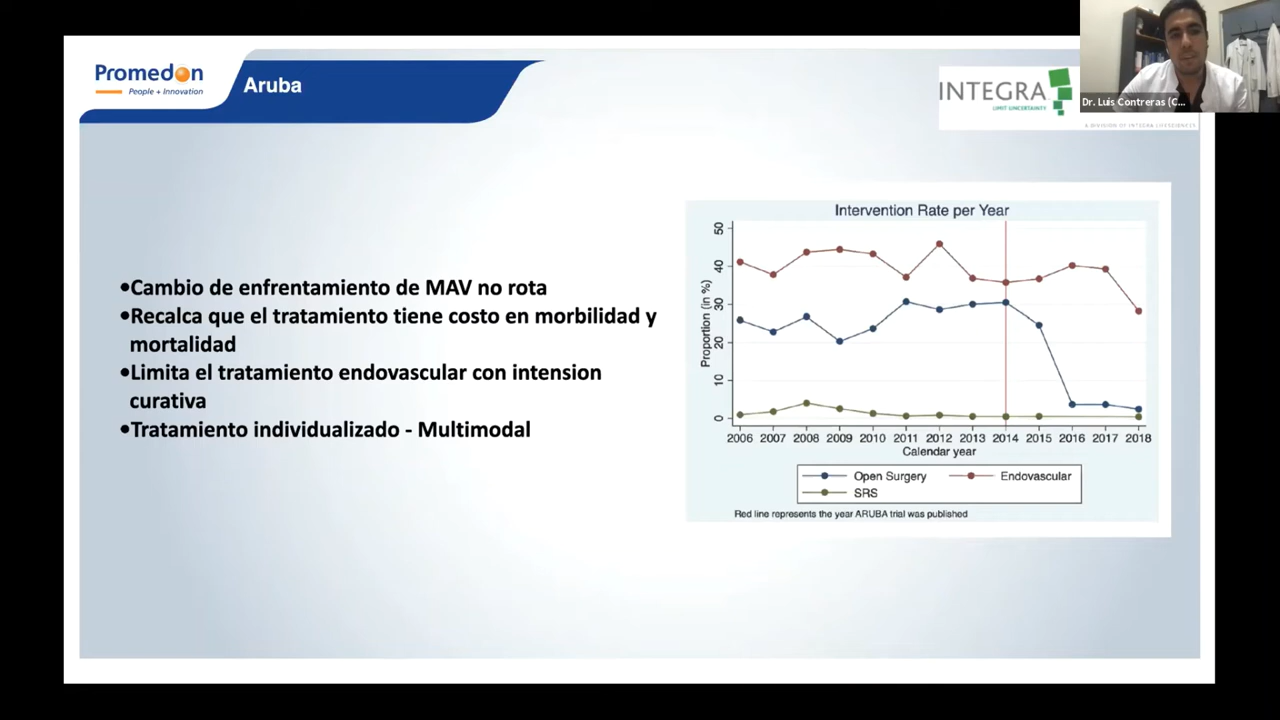 Promedon
People + Innovation
Aruba
INTEGRA
LIMIT UNCERTAINTY
A DIVISION OF INTEGRA LIFESCIENCES
Dr. Luis Contreras (C...
•Cambio de enfrentamiento de MAV no rota
•Recalca que el tratamiento tiene costo en morbilidad y
mortalidad
•Limita el tratamiento endovascular con intension
curativa
•Tratamiento individualizado - Multimodal
Intervention Rate per Year
Proportion (in %)
50
40
30
20
10
0
2006 2007 2008 2009 2010 2011 2012 2013 2014 2015 2016 2017 2018
Calendar year
Open Surgery Endovascular
SRS
Red line represents the year ARUBA trial was published